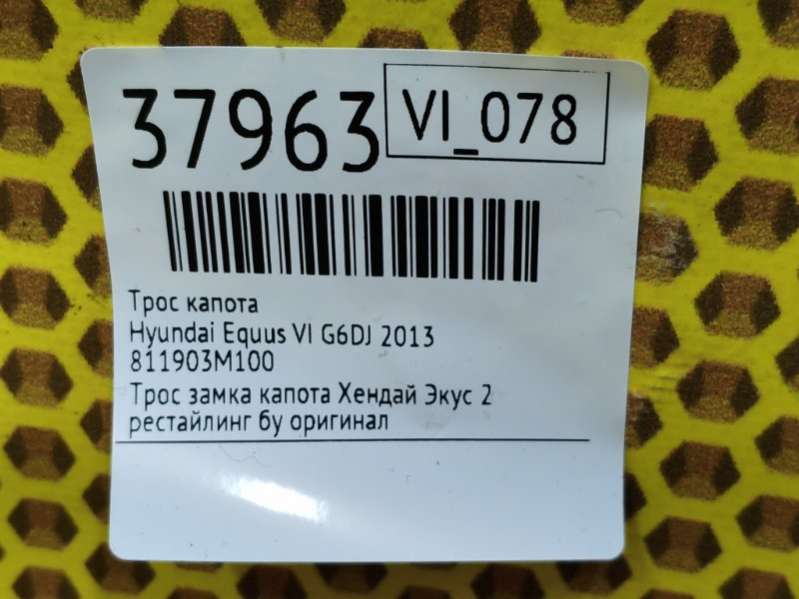 37963
VI_078
Трос капота
Hyundai Equus VI G6DJ 2013
811903M100
Трос замка капота Хендай Экус 2
рестайлинг бу оригинал